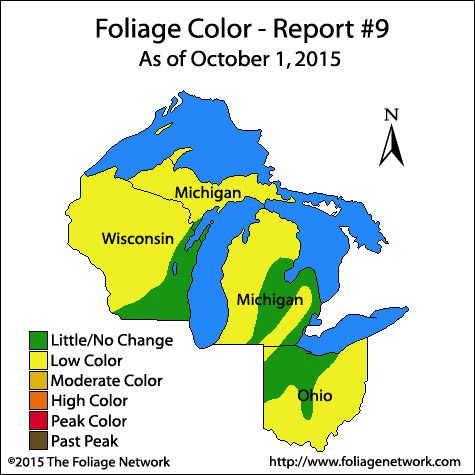 Foliage Color - Report #9
As of October 1, 2015
N
Michigan
Wisconsin
Michigan
Little/No Change
Low Color
Moderate Color
High Color
Ohio
Peak Color
Past Peak
©2015 The Foliage Network
http://www.foliagenetwork.com